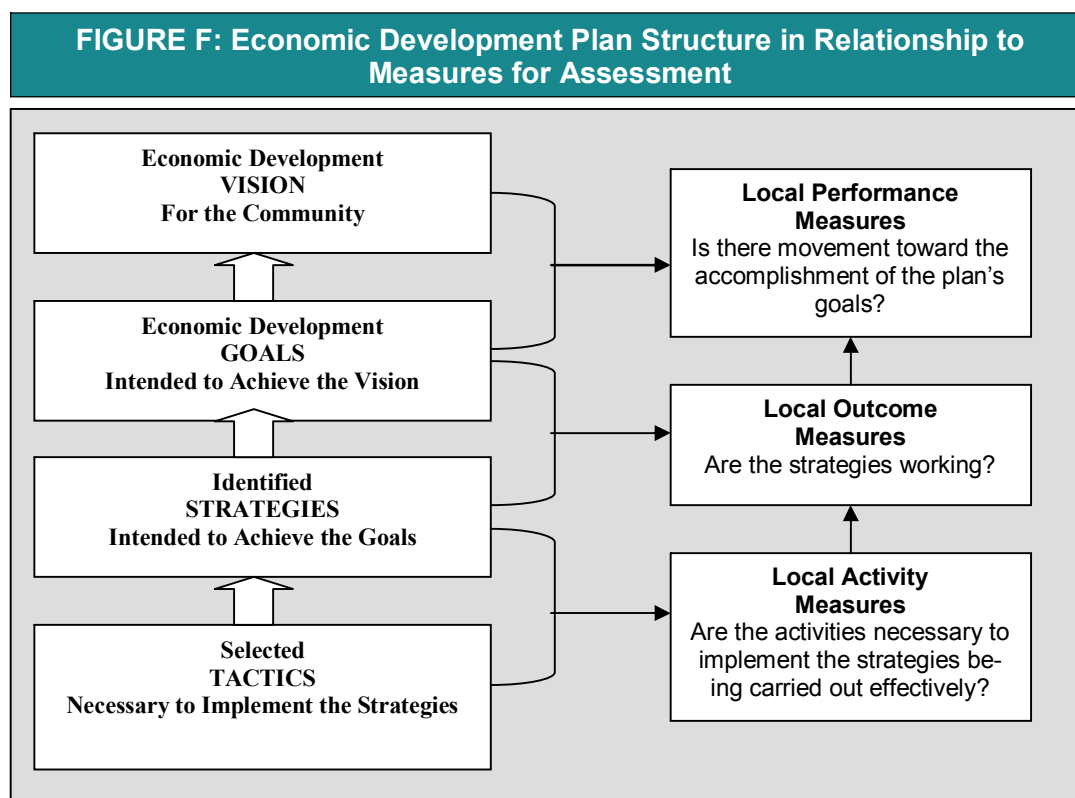 FIGURE F: Economic Development Plan Structure in Relationship to
Measures for Assessment
Economic Development
VISION
For the Community
Economic Development
GOALS
Intended to Achieve the Vision
Identified
STRATEGIES
Intended to Achieve the Goals
Selected
TACTICS
Necessary to Implement the Strategies
Local Performance
Measures
Is there movement toward the
accomplishment of the plan's
goals?
Local Outcome
Measures
Are the strategies working?
Local Activity
Measures
Are the activities necessary to
implement the strategies be-
ing carried out effectively?